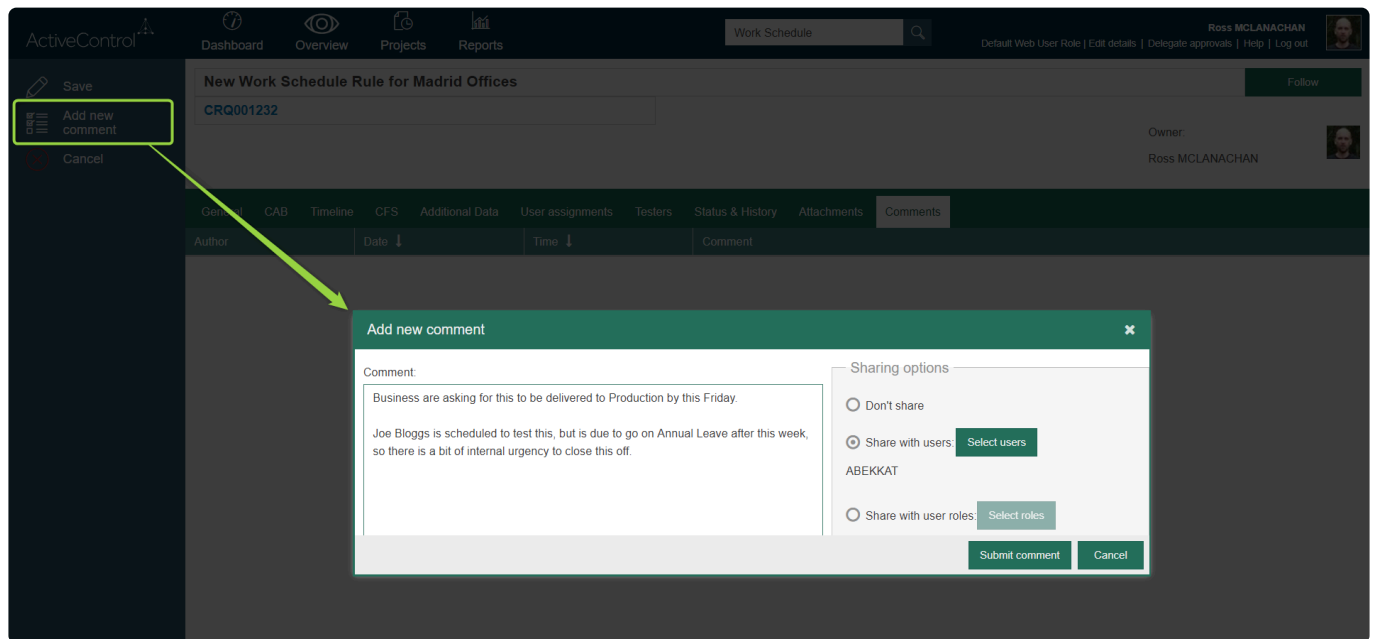 ActiveControl
Dashboard
Overview
Projects
Reports
Work Schedule
Ross MCLANACHAN
Default Web User Role | Edit details | Delegate approvals | Help | Log out
Save
Add new
comment
Cancel
New Work Schedule Rule for Madrid Offices
Follow
CRQ001232
Owner:
Ross MCLANACHAN
General CAB Timeline CFS Additional Data User assignments Testers Status & History Attachments Comments
Author Date Time Comment
Add new comment
Comment:
Business are asking for this to be delivered to Production by this Friday.
Joe Bloggs is scheduled to test this, but is due to go on Annual Leave after this week,
so there is a bit of internal urgency to close this off.
Sharing options
Don't share
Share with users: Select users
ABEKKAT
Share with user roles: Select roles
Submit comment Cancel